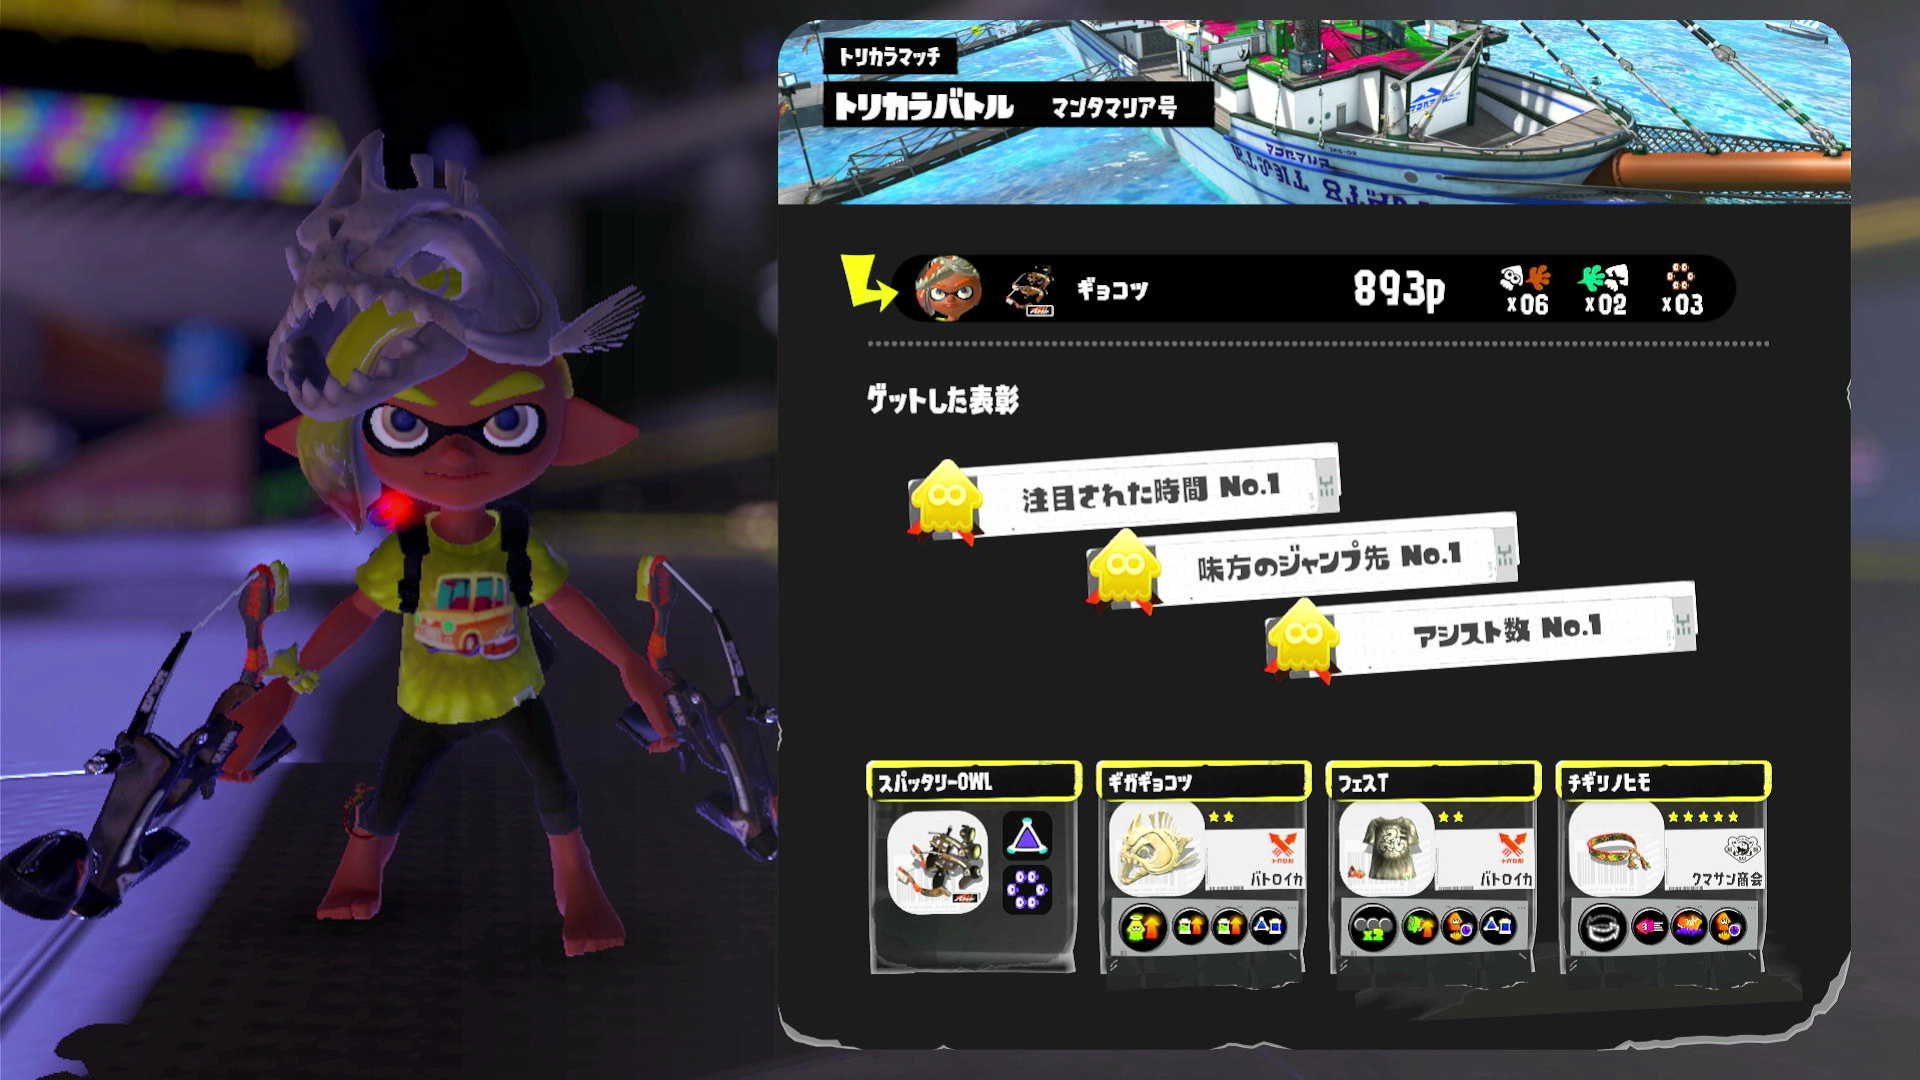 トリカラマッチ
トリカラバトル マンタマリア号
ギョコツ 893p x06 x02 x03
ゲットした表彰
注目された時間 No.1
味方のジャンプ先 No.1
アシスト数 No.1
スパッタリーOWL
ギガギョコツ
バトロイカ
フェスT
バトロイカ
チギリノヒモ
クマサン商会
x2